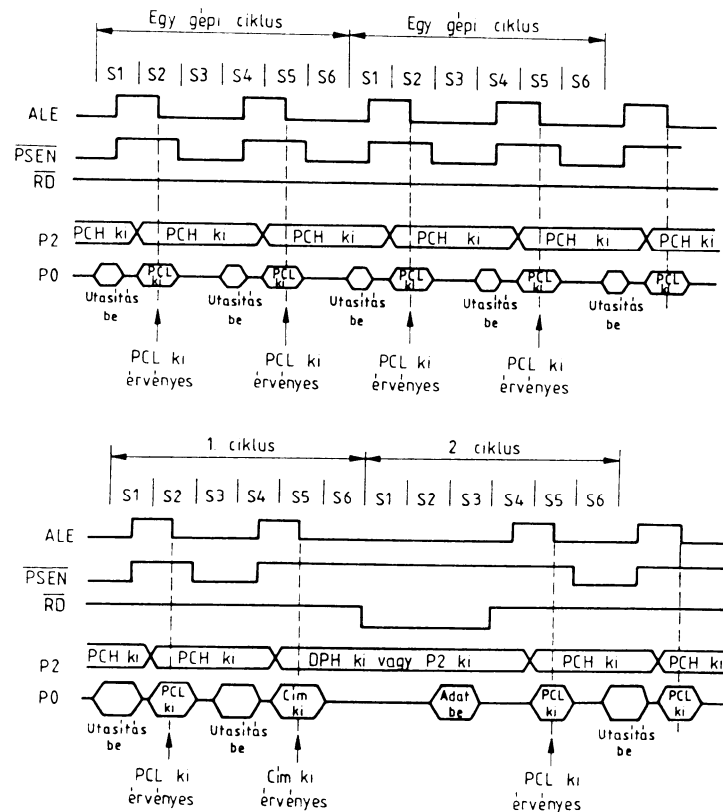 Egy gépi ciklus Egy gépi ciklus
S1 S2 S3 S4 S5 S6 S1 S2 S3 S4 S5 S6
ALE
PSEN
RD
P2 PCH ki PCH ki PCH ki PCH ki PCH ki PCH ki
P0 PCL ki PCL ki PCL ki PCL ki PCL ki
Utasítás be Utasítás be Utasítás be Utasítás be Utasítás be
PCL ki érvényes PCL ki érvényes PCL ki érvényes PCL ki érvényes
1. ciklus 2. ciklus
S1 S2 S3 S4 S5 S6 S1 S2 S3 S4 S5 S6
ALE
PSEN
RD
P2 PCH ki PCH ki DPH ki vagy P2 ki PCH ki PCH ki
P0 PCL ki Cím ki Adat be PCL ki PCL ki
Utasítás be Utasítás be Utasítás be
PCL ki érvényes Cím ki érvényes PCL ki érvényes